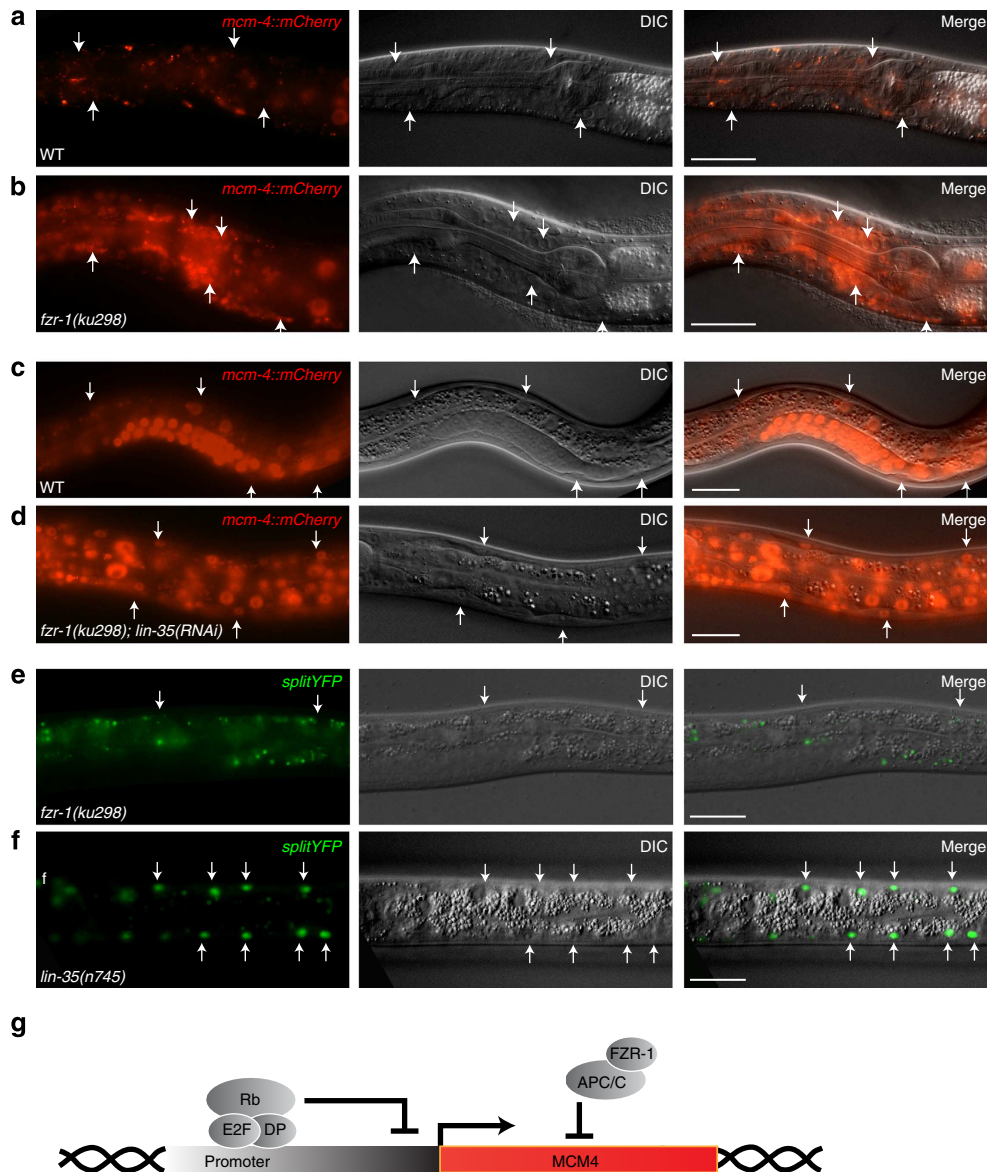 a
mcm-4::mCherry
WT
DIC
Merge
b
mcm-4::mCherry
fzr-1(ku298)
DIC
Merge
c
mcm-4::mCherry
WT
DIC
Merge
d
mcm-4::mCherry
fzr-1(ku298); lin-35(RNAi)
DIC
Merge
e
splitYFP
fzr-1(ku298)
DIC
Merge
f
splitYFP
f
lin-35(n745)
DIC
Merge
g
FZR-1
APC/C
Rb
E2F
DP
Promoter
MCM4